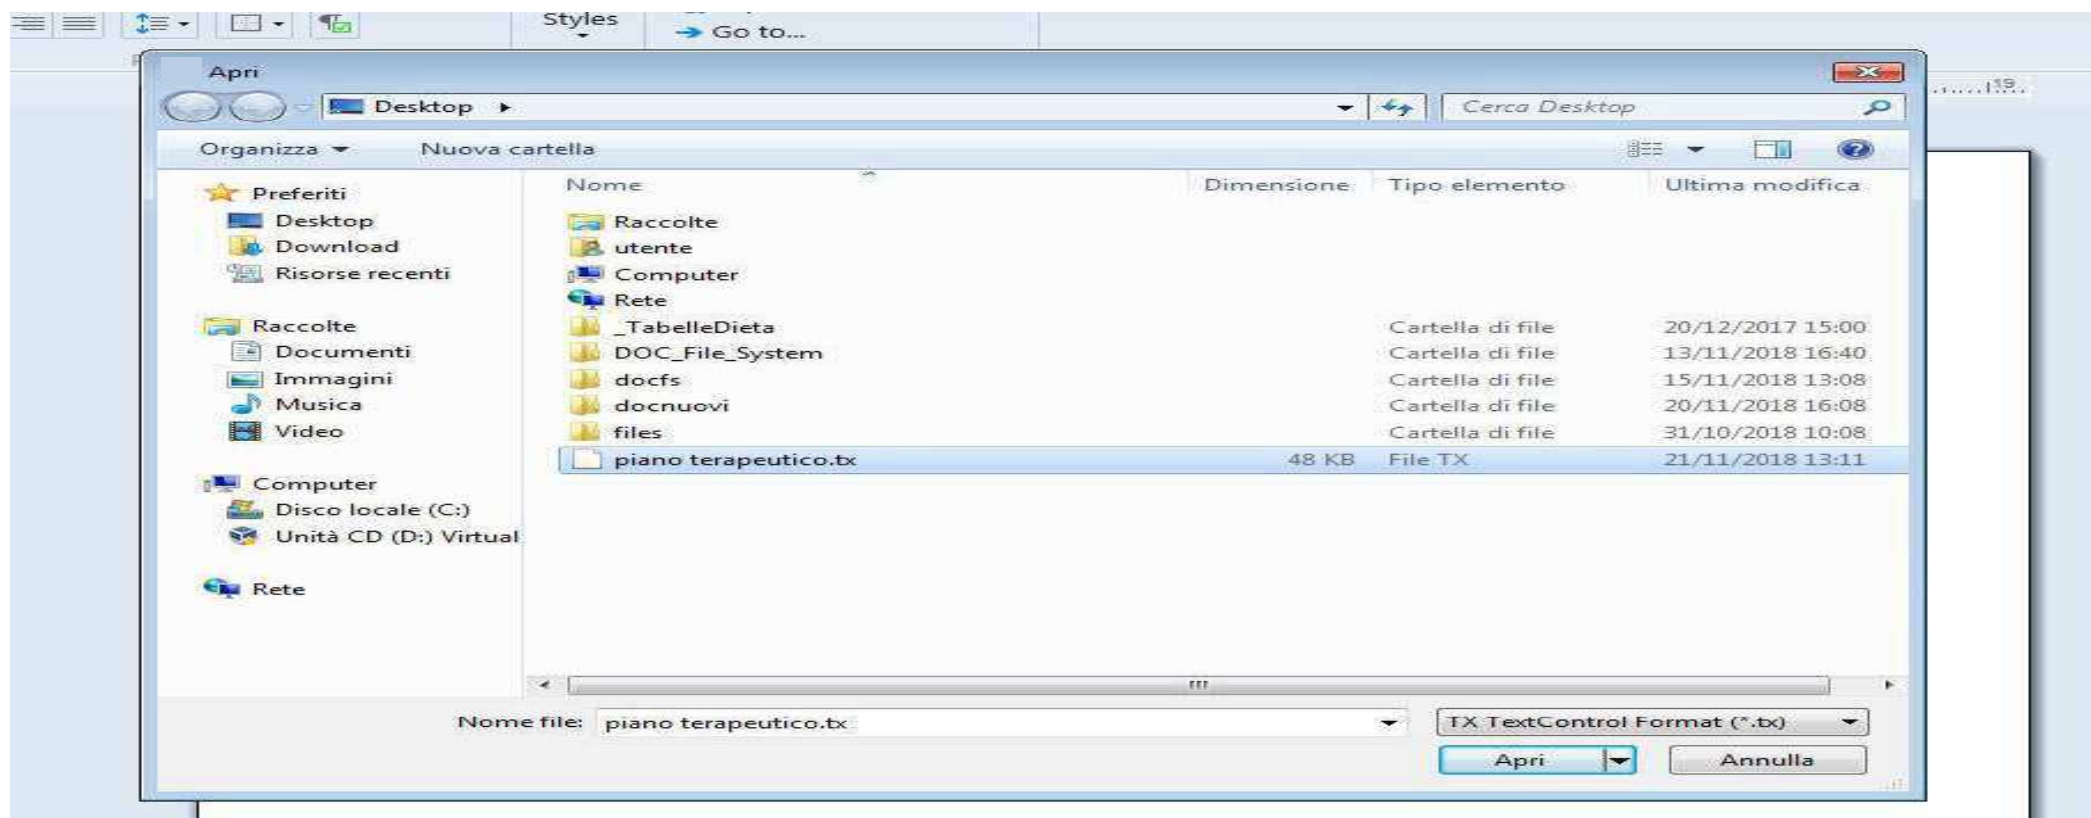 Styles
Go to...
19
Apri
Desktop
Cerca Desktop
Organizza Nuova cartella
Preferiti
Desktop
Download
Risorse recenti
Raccolte
Documenti
Immagini
Musica
Video
Computer
Disco locale (C:)
Unità CD (D:) Virtual
Rete
Nome Dimensione Tipo elemento Ultima modifica
Raccolte
utente
Computer
Rete
_TabelleDieta Cartella di file 20/12/2017 15:00
DOC_File_System Cartella di file 13/11/2018 16:40
docfs Cartella di file 15/11/2018 13:08
docnuovi Cartella di file 20/11/2018 16:08
files Cartella di file 31/10/2018 10:08
piano terapeutico.tx 48 KB File TX 21/11/2018 13:11
Nome file: piano terapeutico.tx TX TextControl Format (*.tx)
Apri Annulla